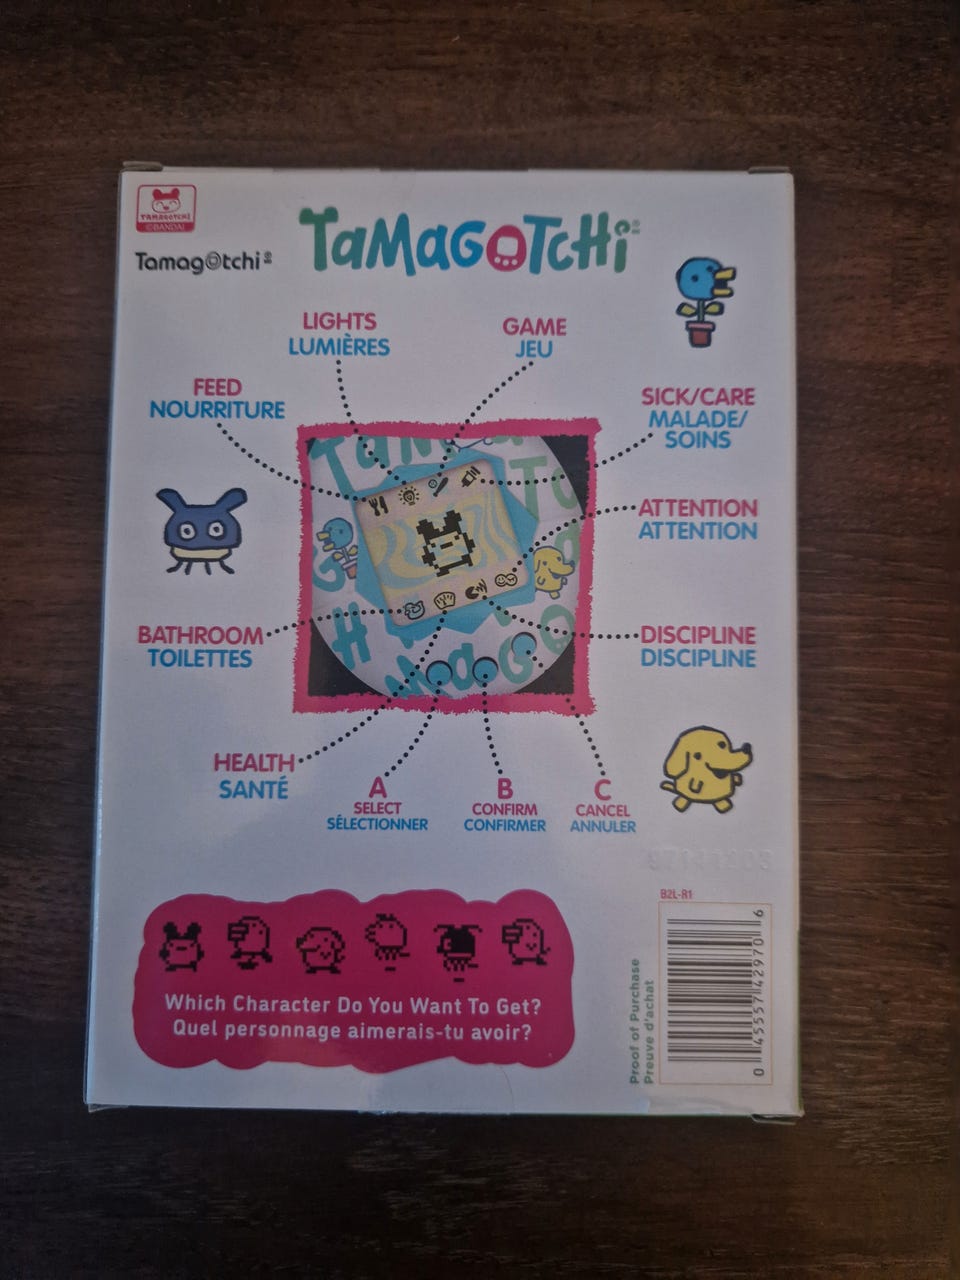 TAMAGOTCHI
©BANDAI
Tamagotchi®
TAMAGOTCHI®
LIGHTS
LUMIÈRES
GAME
JEU
FEED
NOURRITURE
SICK/CARE
MALADE/
SOINS
ATTENTION
ATTENTION
BATHROOM
TOILETTES
DISCIPLINE
DISCIPLINE
HEALTH
SANTÉ
A
SELECT
SÉLECTIONNER
B
CONFIRM
CONFIRMER
C
CANCEL
ANNULER
B2L-R1
Which Character Do You Want To Get?
Quel personnage aimerais-tu avoir?
Proof of Purchase
Preuve d'achat
0 45557 42970 6